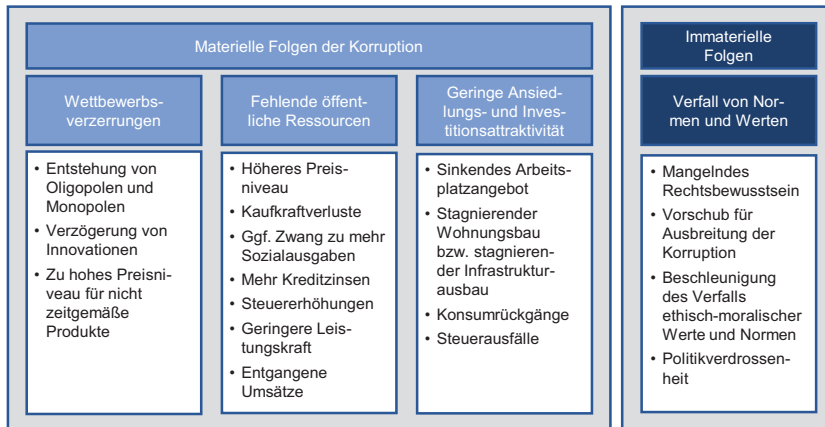 Materielle Folgen der Korruption
Wettbewerbs-
verzerrungen
• Entstehung von
Oligopolen und
Monopolen
• Verzögerung von
Innovationen
• Zu hohes Preisni-
veau für nicht
zeitgemäße
Produkte
Fehlende öffent-
liche Ressourcen
• Höheres Preis-
niveau
• Kaufkraftverluste
• Ggf. Zwang zu mehr
Sozialausgaben
• Mehr Kreditzinsen
• Steuererhöhungen
• Geringere Leis-
tungskraft
• Entgangene
Umsätze
Geringe Ansied-
lungs- und Inves-
titionsattraktivität
• Sinkendes Arbeits-
platzangebot
• Stagnierender
Wohnungsbau
bzw. stagnieren-
der Infrastruktur-
ausbau
• Konsumrückgänge
• Steuerausfälle
Immaterielle
Folgen
Verfall von Nor-
men und Werten
• Mangelndes
Rechtsbewusstsein
• Vorschub für
Ausbreitung der
Korruption
• Beschleunigung
des Verfalls
ethisch-moralischer
Werte und Normen
• Politikverdrossen-
heit